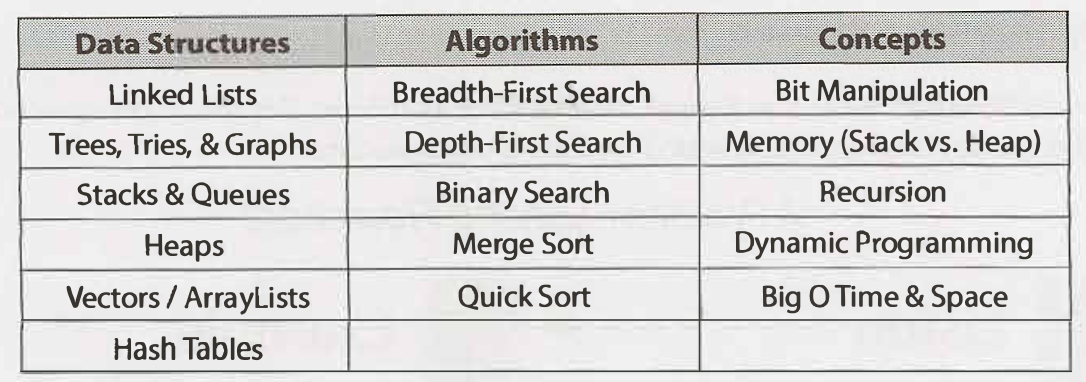 Data Structures Algorithms Concepts
Linked Lists Breadth-First Search Bit Manipulation
Trees, Tries, & Graphs Depth-First Search Memory (Stack vs. Heap)
Stacks & Queues Binary Search Recursion
Heaps Merge Sort Dynamic Programming
Vectors / ArrayLists Quick Sort Big O Time & Space
Hash Tables